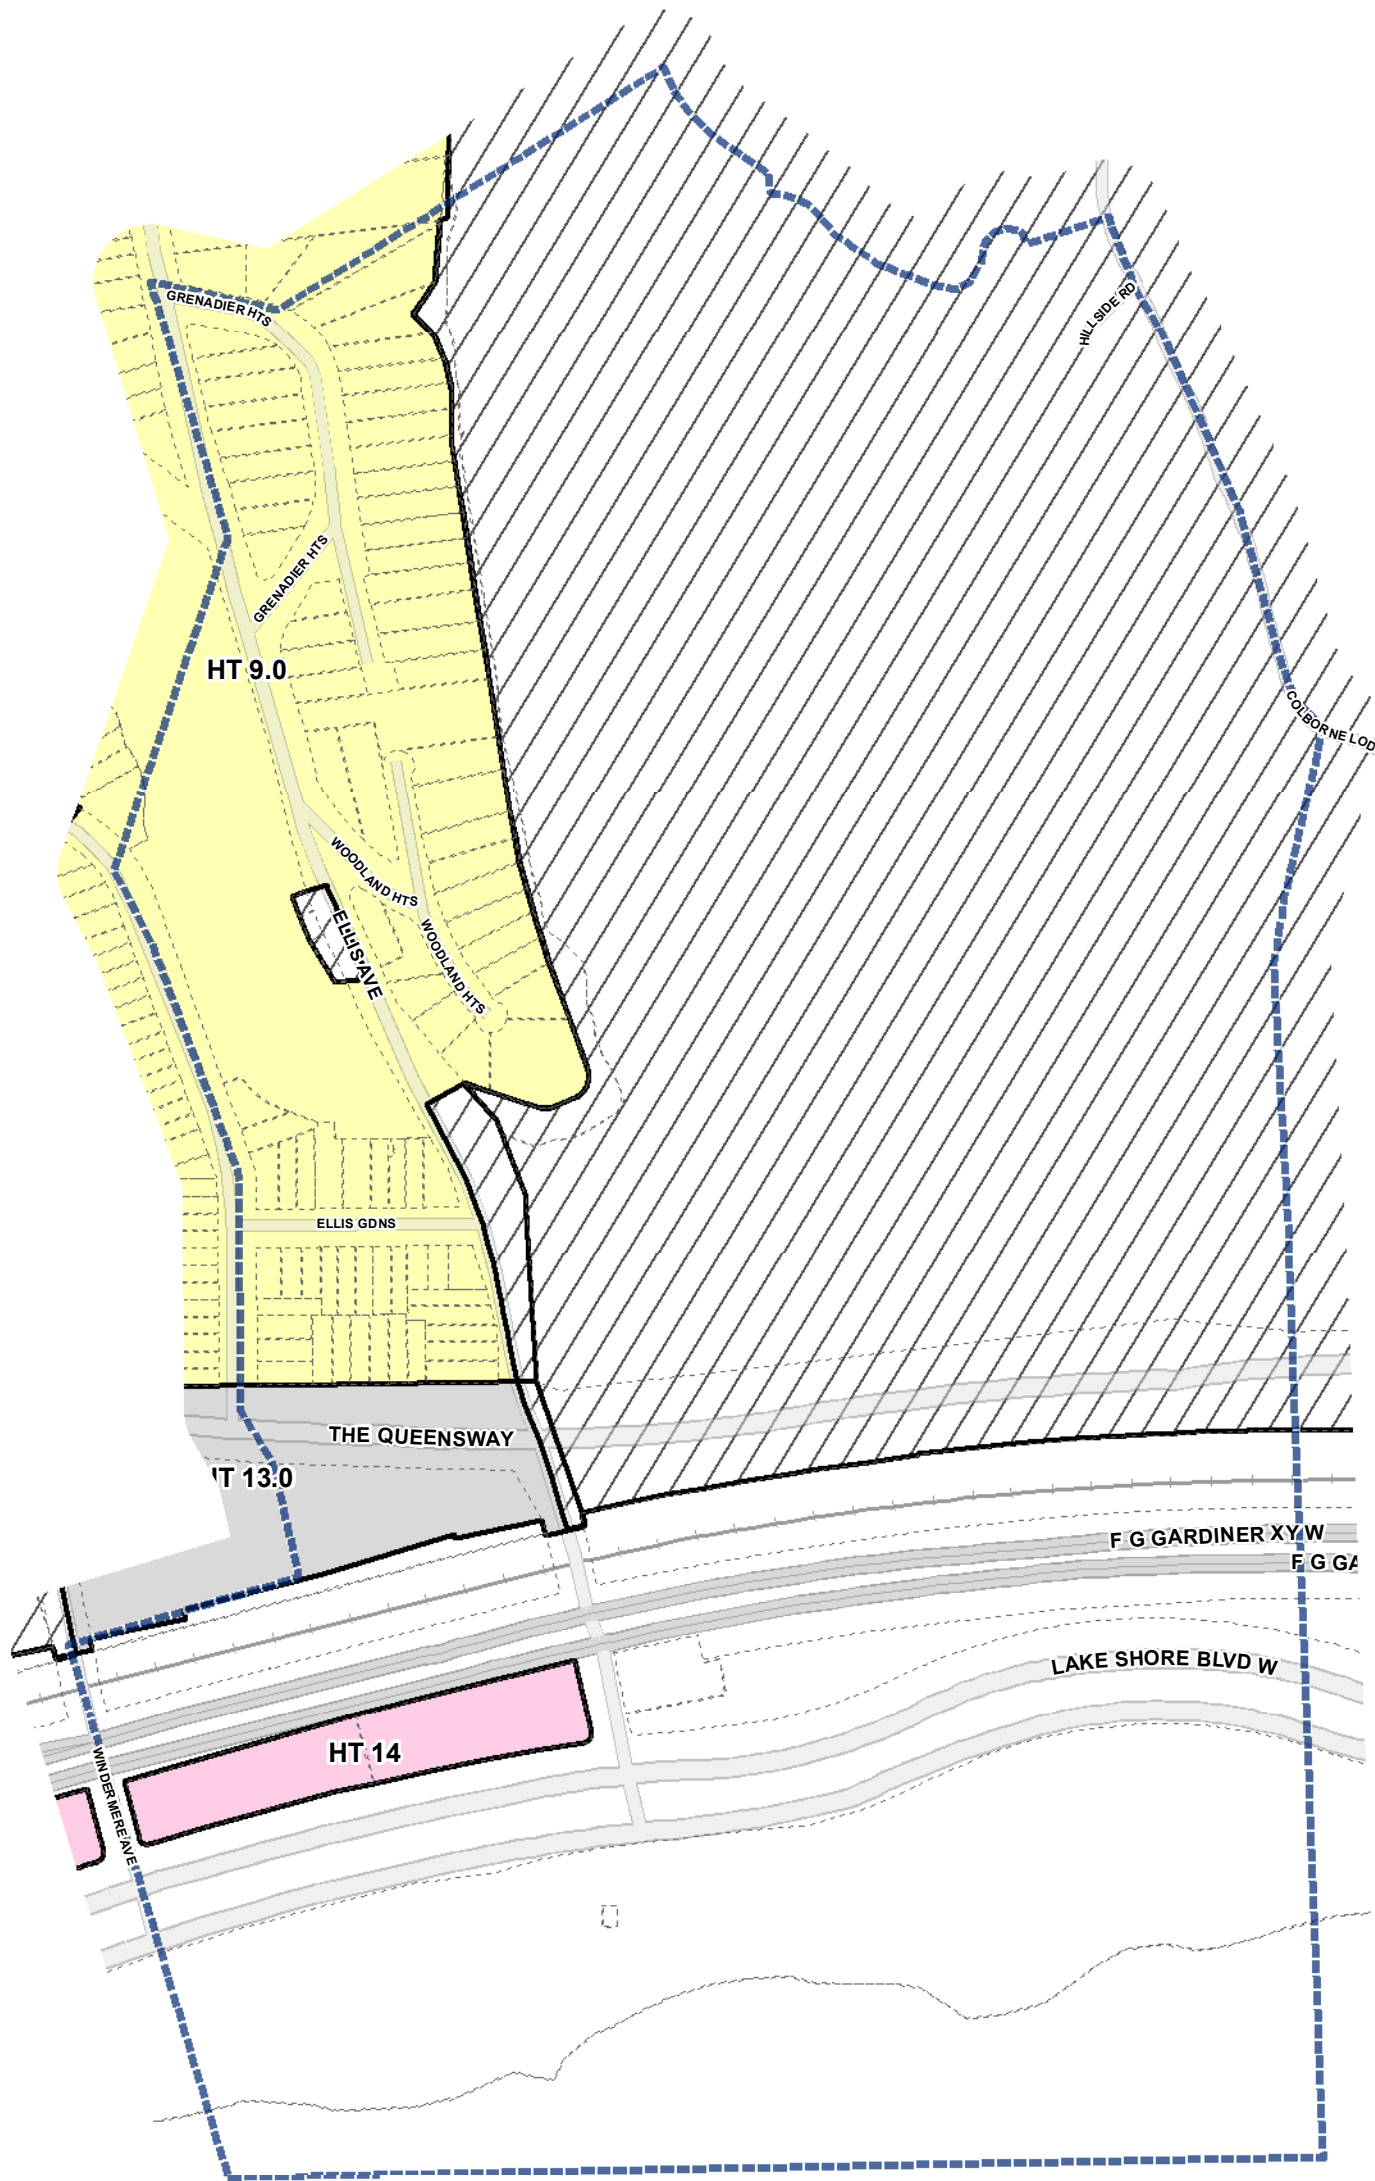 GRENADIER HTS
HILLSIDE RD
GRENADIER HTS
HT 9.0
COLBORNE LOD
WOODLAND HTS
ELLIS AVE
WOODLAND HTS
ELLIS GDNS
THE QUEENSWAY
HT 13.0
F G GARDINER XY W
F G GA
LAKE SHORE BLVD W
HT 14
WINDERMERE AVE